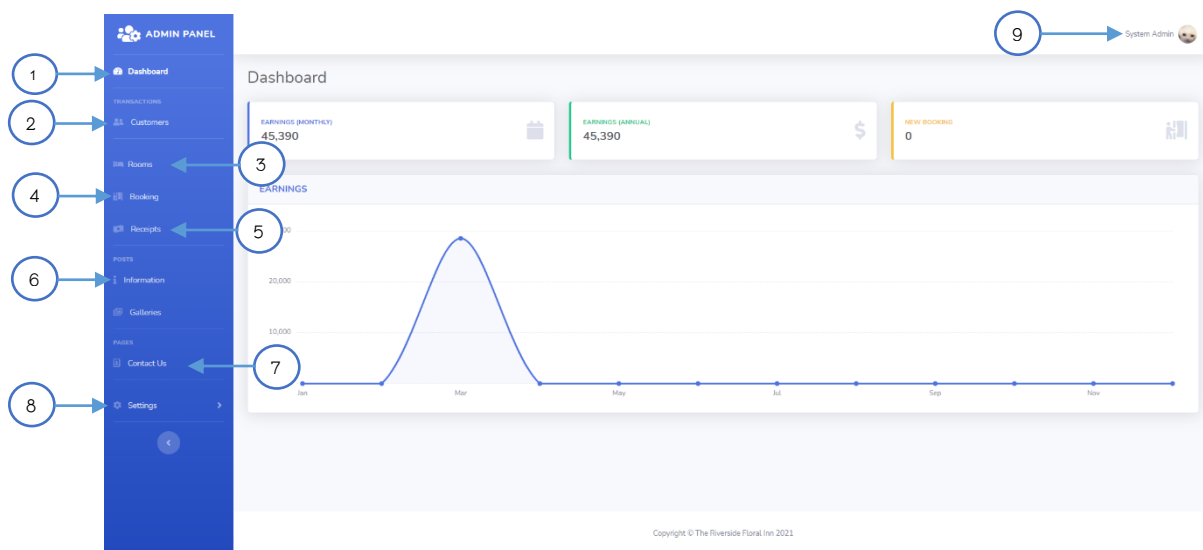 ADMIN PANEL
9
System Admin
1
Dashboard
Dashboard
TRANSACTIONS
2
Customers
EARNINGS (MONTHLY)
45,390
EARNINGS (ANNUAL)
45,390
NEW BOOKING
0
Rooms
3
4
Booking
EARNINGS
Receipts
5
POSTS
6
Information
20,000
Galleries
10,000
PAGES
Contact Us
7
Jan
Mar
May
Jul
Sep
Nov
8
Settings
Copyright © The Riverside Floral Inn 2021